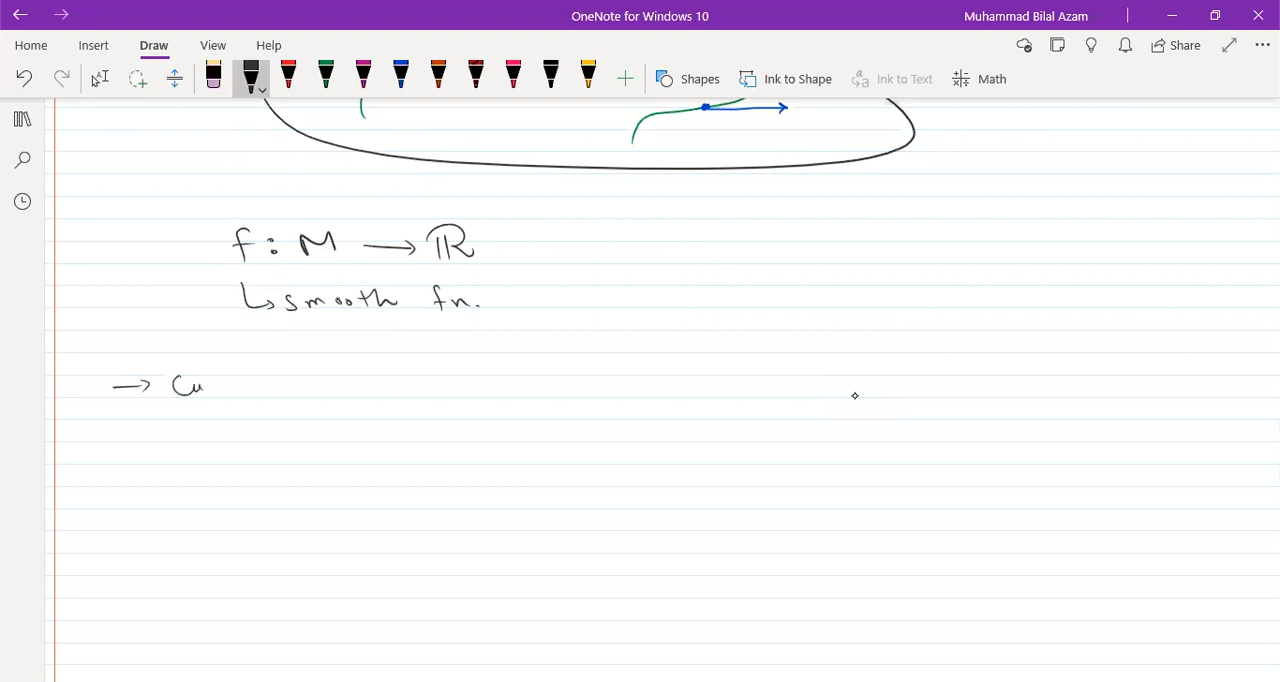 OneNote for Windows 10
Muhammad Bilal Azam
Home Insert Draw View Help
Share
Shapes Ink to Shape Ink to Text Math
f : M ⟶ ℝ
↳ smooth fn.
→ Cu